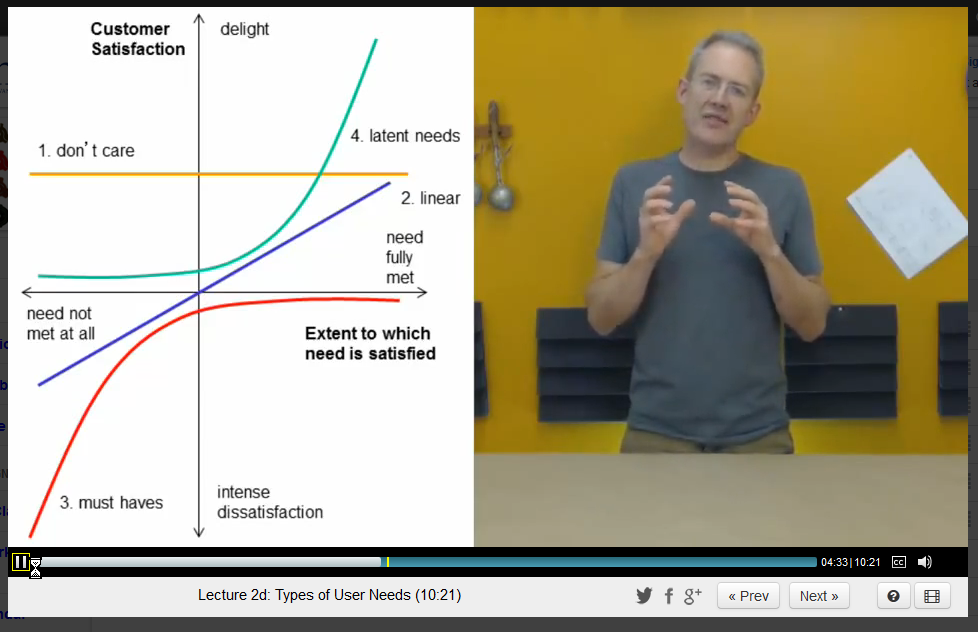 Customer
Satisfaction
delight
4. latent needs
1. don't care
2. linear
need
fully
met
need not
met at all
Extent to which
need is satisfied
3. must haves
intense
dissatisfaction
04:33|10:21
CC
Lecture 2d: Types of User Needs (10:21)
« Prev
Next »